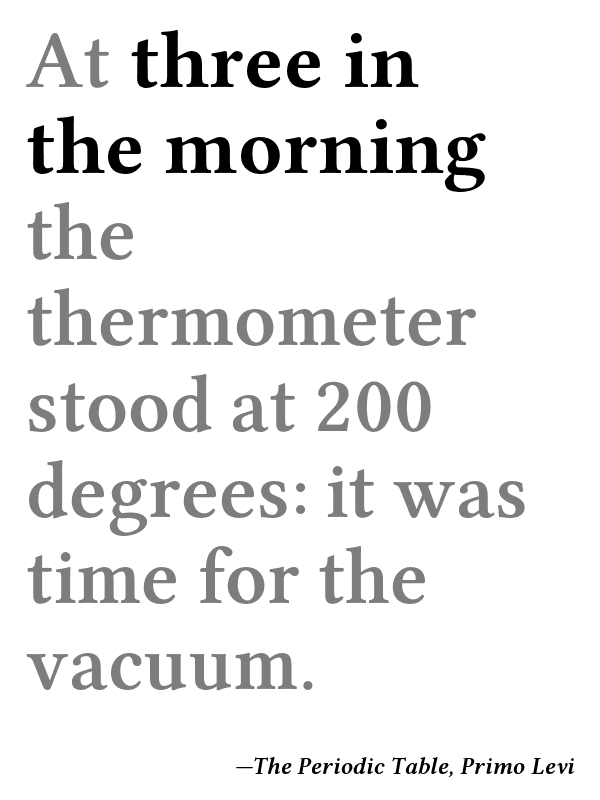 At three in
the morning
the
thermometer
stood at 200
degrees: it was
time for the
vacuum.
—The Periodic Table, Primo Levi